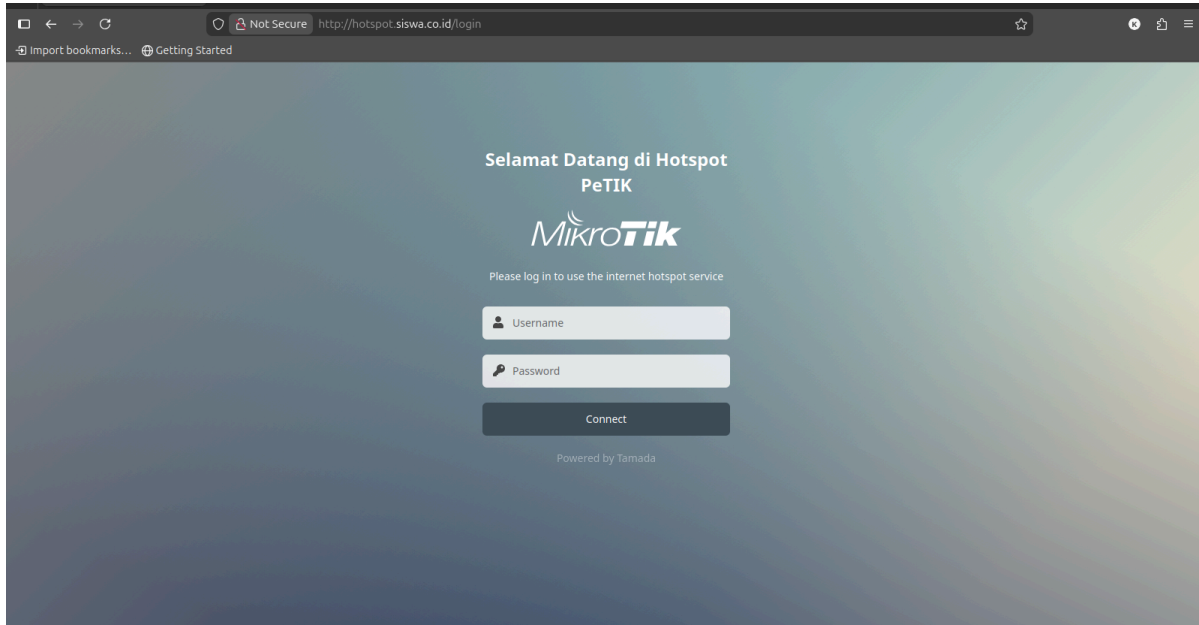 Not Secure http://hotspot.siswa.co.id/login
K
Import bookmarks... Getting Started
Selamat Datang di Hotspot
PeTIK
MikroTik
Please log in to use the internet hotspot service
Username
Password
Connect
Powered by Tamada